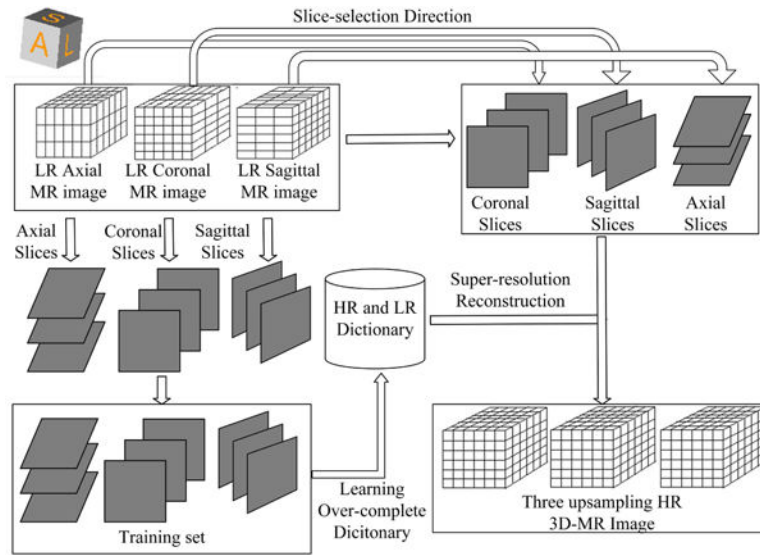 Slice-selection Direction
S
A
L
LR Axial
MR image
LR Coronal
MR image
LR Sagittal
MR image
Coronal
Slices
Sagittal
Slices
Axial
Slices
Axial
Slices
Coronal
Slices
Sagittal
Slices
HR and LR
Dictionary
Super-resolution
Reconstruction
Training set
Learning
Over-complete
Dicitonary
Three upsampling HR
3D-MR Image